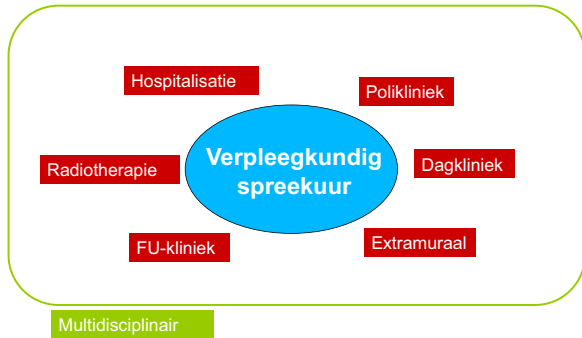 Hospitalisatie
Polikliniek
Verpleegkundig
spreekuur
Radiotherapie
Dagkliniek
FU-kliniek
Extramuraal
Multidisciplinair